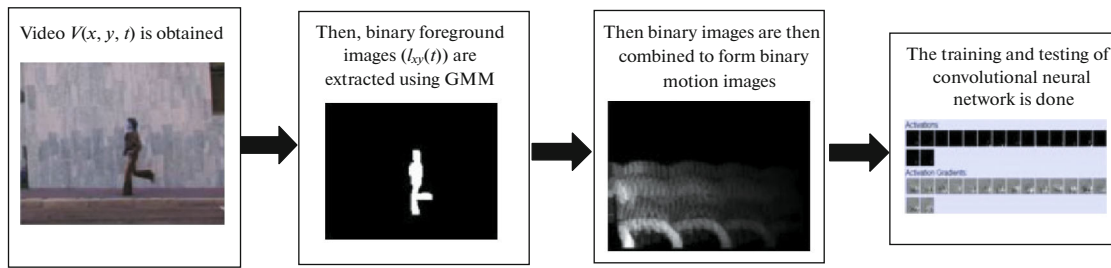 Video V(x, y, t) is obtained
Then, binary foreground
images (l_xy(t)) are
extracted using GMM
Then binary images are then
combined to form binary
motion images
The training and testing of
convolutional neural
network is done
Activations:
Activation Gradients: